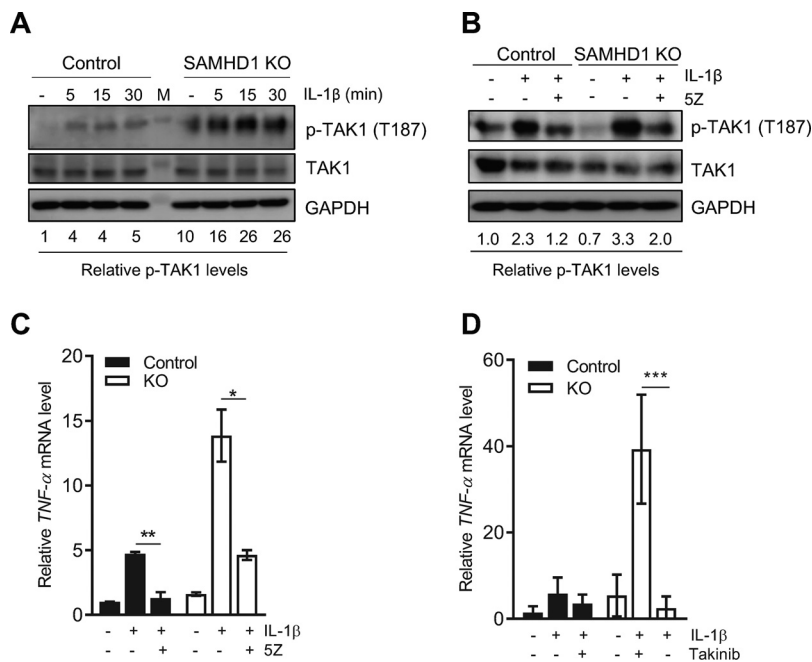 A
Control SAMHD1 KO
- 5 15 30 M - 5 15 30 IL-1β (min)
p-TAK1 (T187)
TAK1
GAPDH
1 4 4 5 10 16 26 26
Relative p-TAK1 levels
B
Control SAMHD1 KO
- + + - + + IL-1β
- - + - - + 5Z
p-TAK1 (T187)
TAK1
GAPDH
1.0 2.3 1.2 0.7 3.3 2.0
Relative p-TAK1 levels
C
Relative TNF-α mRNA level
20
15
10
5
0
Control
KO
**
*
- + + - + + IL-1β
- - + - - + 5Z
D
Relative TNF-α mRNA level
60
40
20
0
Control
KO
***
- + + - + + IL-1β
- - + - + - Takinib